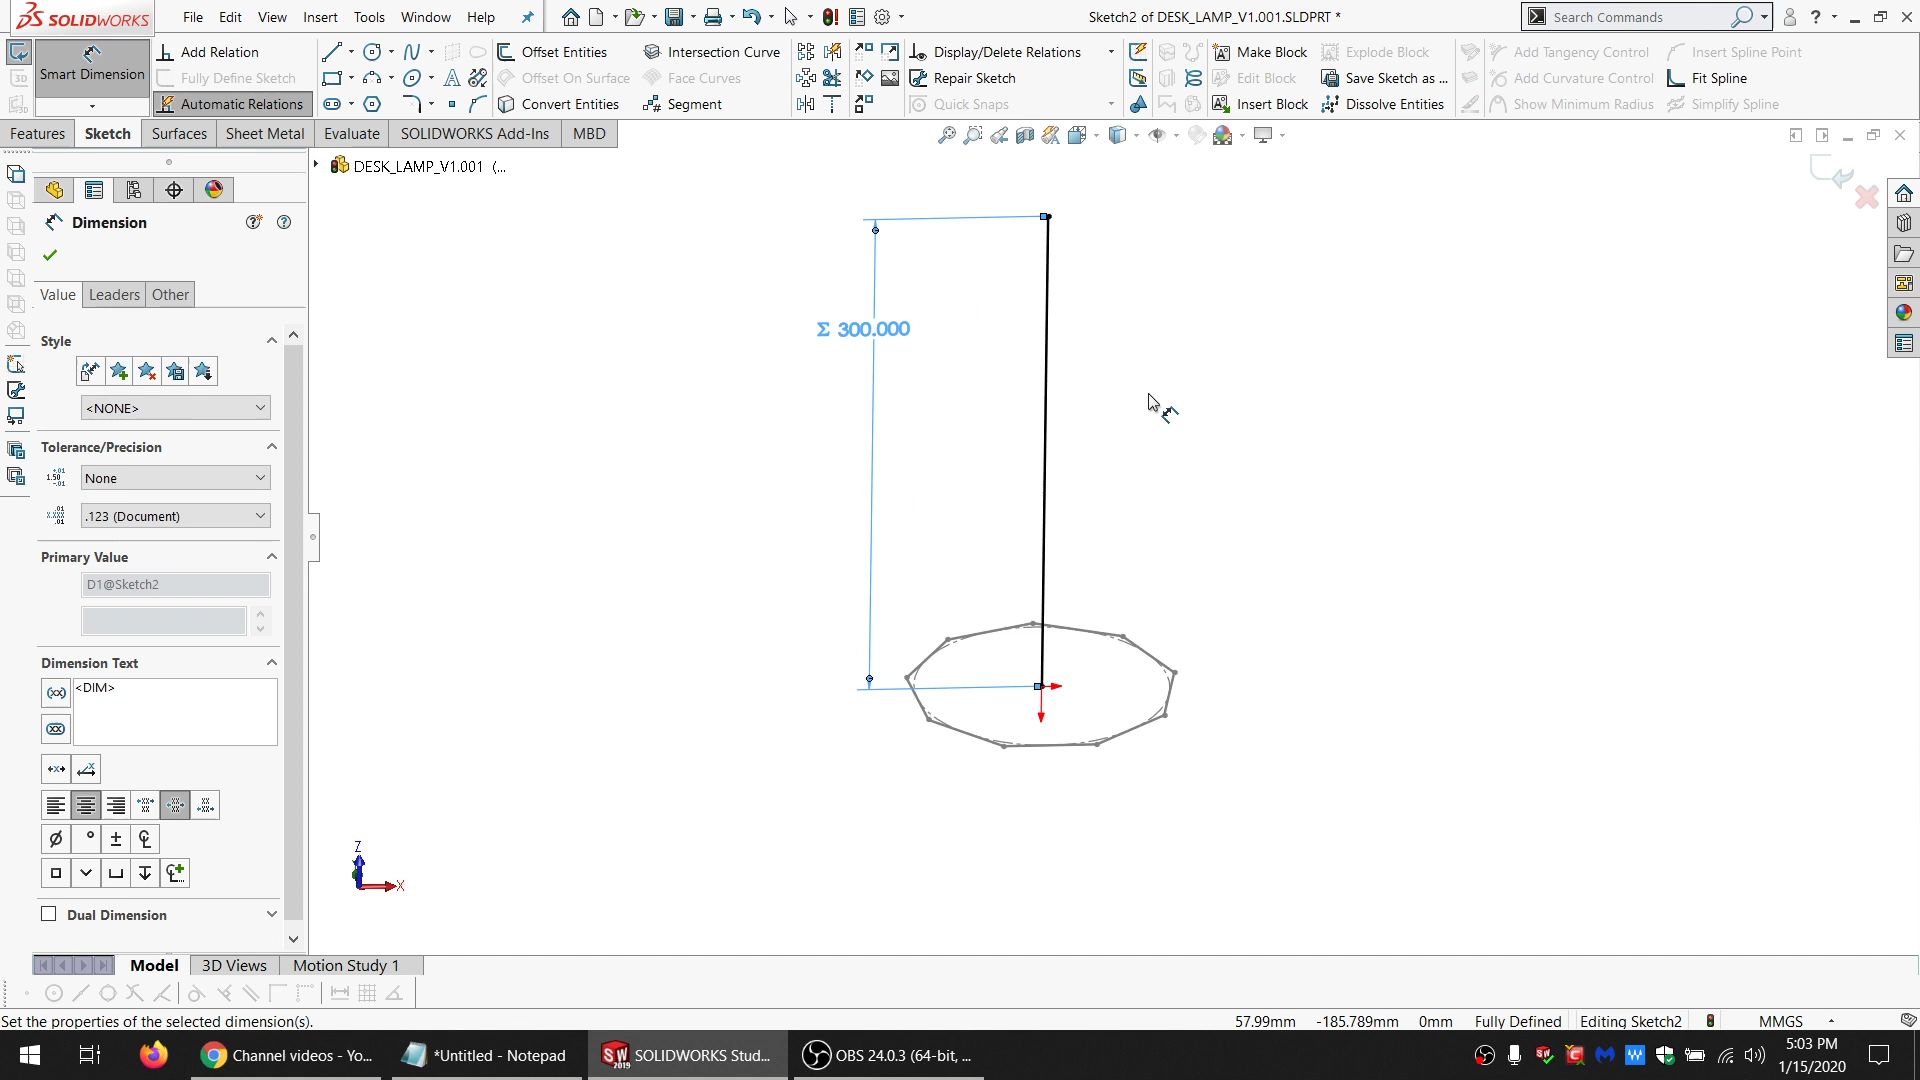 SOLIDWORKS File Edit View Insert Tools Window Help Sketch2 of DESK_LAMP_V1.001.SLDPRT * Search Commands
Smart Dimension
Add Relation
Fully Define Sketch
Automatic Relations
Offset Entities
Offset On Surface
Convert Entities
Intersection Curve
Face Curves
Segment
Display/Delete Relations
Repair Sketch
Quick Snaps
Make Block
Edit Block
Insert Block
Explode Block
Save Sketch as ...
Dissolve Entities
Add Tangency Control
Add Curvature Control
Show Minimum Radius
Insert Spline Point
Fit Spline
Simplify Spline
Features Sketch Surfaces Sheet Metal Evaluate SOLIDWORKS Add-Ins MBD
DESK_LAMP_V1.001 (...
Dimension
Value Leaders Other
Style
<NONE>
Tolerance/Precision
None
.123 (Document)
Primary Value
D1@Sketch2
Dimension Text
<DIM>
Dual Dimension
Σ 300.000
Z
X
Model 3D Views Motion Study 1
Set the properties of the selected dimension(s). 57.99mm -185.789mm 0mm Fully Defined Editing Sketch2 MMGS
Channel videos - Yo... *Untitled - Notepad SOLIDWORKS Stud... OBS 24.0.3 (64-bit, ...
5:03 PM
1/15/2020